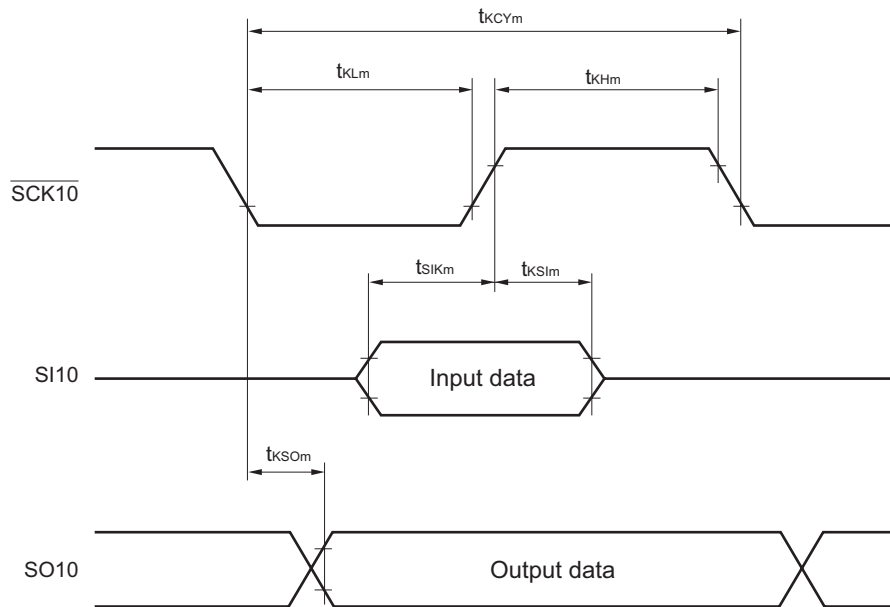 tKCYm
tKLm
tKHm
SCK10
tSIKm
tKSIm
SI10
Input data
tKSOm
SO10
Output data